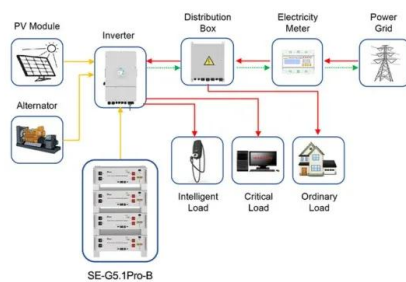 PV Module
Inverter
Distribution
Box
Electricity
Meter
Power
Grid
Alternator
Intelligent
Load
Critical
Load
Ordinary
Load
SE-G5.1Pro-B